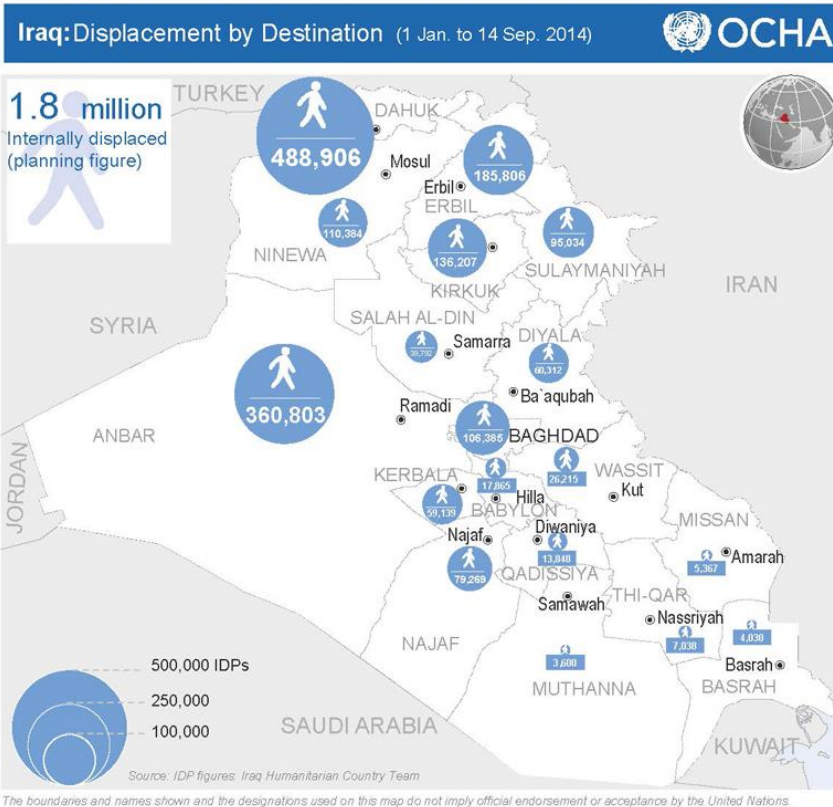 Iraq: Displacement by Destination (1 Jan. to 14 Sep. 2014)
OCHA
1.8 million
Internally displaced
(planning figure)
TURKEY
DAHUK
488,906
Mosul
185,806
Erbil
ERBIL
110,384
95,034
136,207
NINEWA
SULAYMANIYAH
KIRKUK
IRAN
SYRIA
SALAH AL-DIN
Samarra
DIYALA
60,312
360,803
Ba`aqubah
Ramadi
ANBAR
106,385
BAGHDAD
JORDAN
KERBALA
17,865
26,215
WASSIT
Kut
Hilla
59,139
BABYLON
MISSAN
Najaf
Diwaniya
13,848
Amarah
5,367
79,269
QADISSIYA
THI-QAR
Samawah
Nassriyah
7,038
4,030
NAJAF
3,600
Basrah
MUTHANNA
BASRAH
500,000 IDPs
250,000
100,000
SAUDI ARABIA
KUWAIT
Source: IDP figures: Iraq Humanitarian Country Team
The boundaries and names shown and the designations used on this map do not imply official endorsement or acceptance by the United Nations.